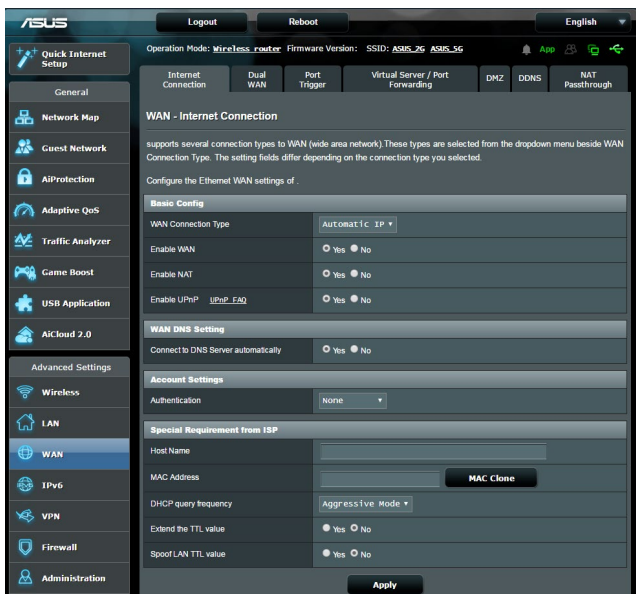 ASUS
Logout
Reboot
English
Quick Internet
Setup
Operation Mode: Wireless router Firmware Version: SSID: ASUS_2G ASUS_5G
App
Internet
Connection
Dual
WAN
Port
Trigger
Virtual Server / Port
Forwarding
DMZ
DDNS
NAT
Passthrough
General
Network Map
Guest Network
AiProtection
Adaptive QoS
Traffic Analyzer
Game Boost
USB Application
AiCloud 2.0
Advanced Settings
Wireless
LAN
WAN
IPv6
VPN
Firewall
Administration
WAN - Internet Connection
supports several connection types to WAN (wide area network).These types are selected from the dropdown menu beside WAN
Connection Type. The setting fields differ depending on the connection type you selected.
Configure the Ethernet WAN settings of .
Basic Config
WAN Connection Type Automatic IP
Enable WAN Yes No
Enable NAT Yes No
Enable UPnP UPnP FAQ Yes No
WAN DNS Setting
Connect to DNS Server automatically Yes No
Account Settings
Authentication None
Special Requirement from ISP
Host Name
MAC Address MAC Clone
DHCP query frequency Aggressive Mode
Extend the TTL value Yes No
Spoof LAN TTL value Yes No
Apply